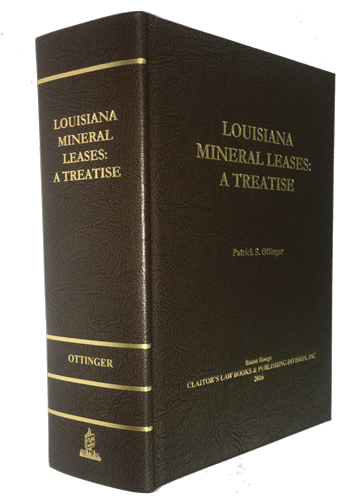 LOUISIANA
MINERAL
LEASES:
A TREATISE
OTTINGER
LOUISIANA
MINERAL LEASES:
A TREATISE
Patrick S. Ottinger
Baton Rouge
CLAITOR'S LAW BOOKS & PUBLISHING DIVISION, INC
2016